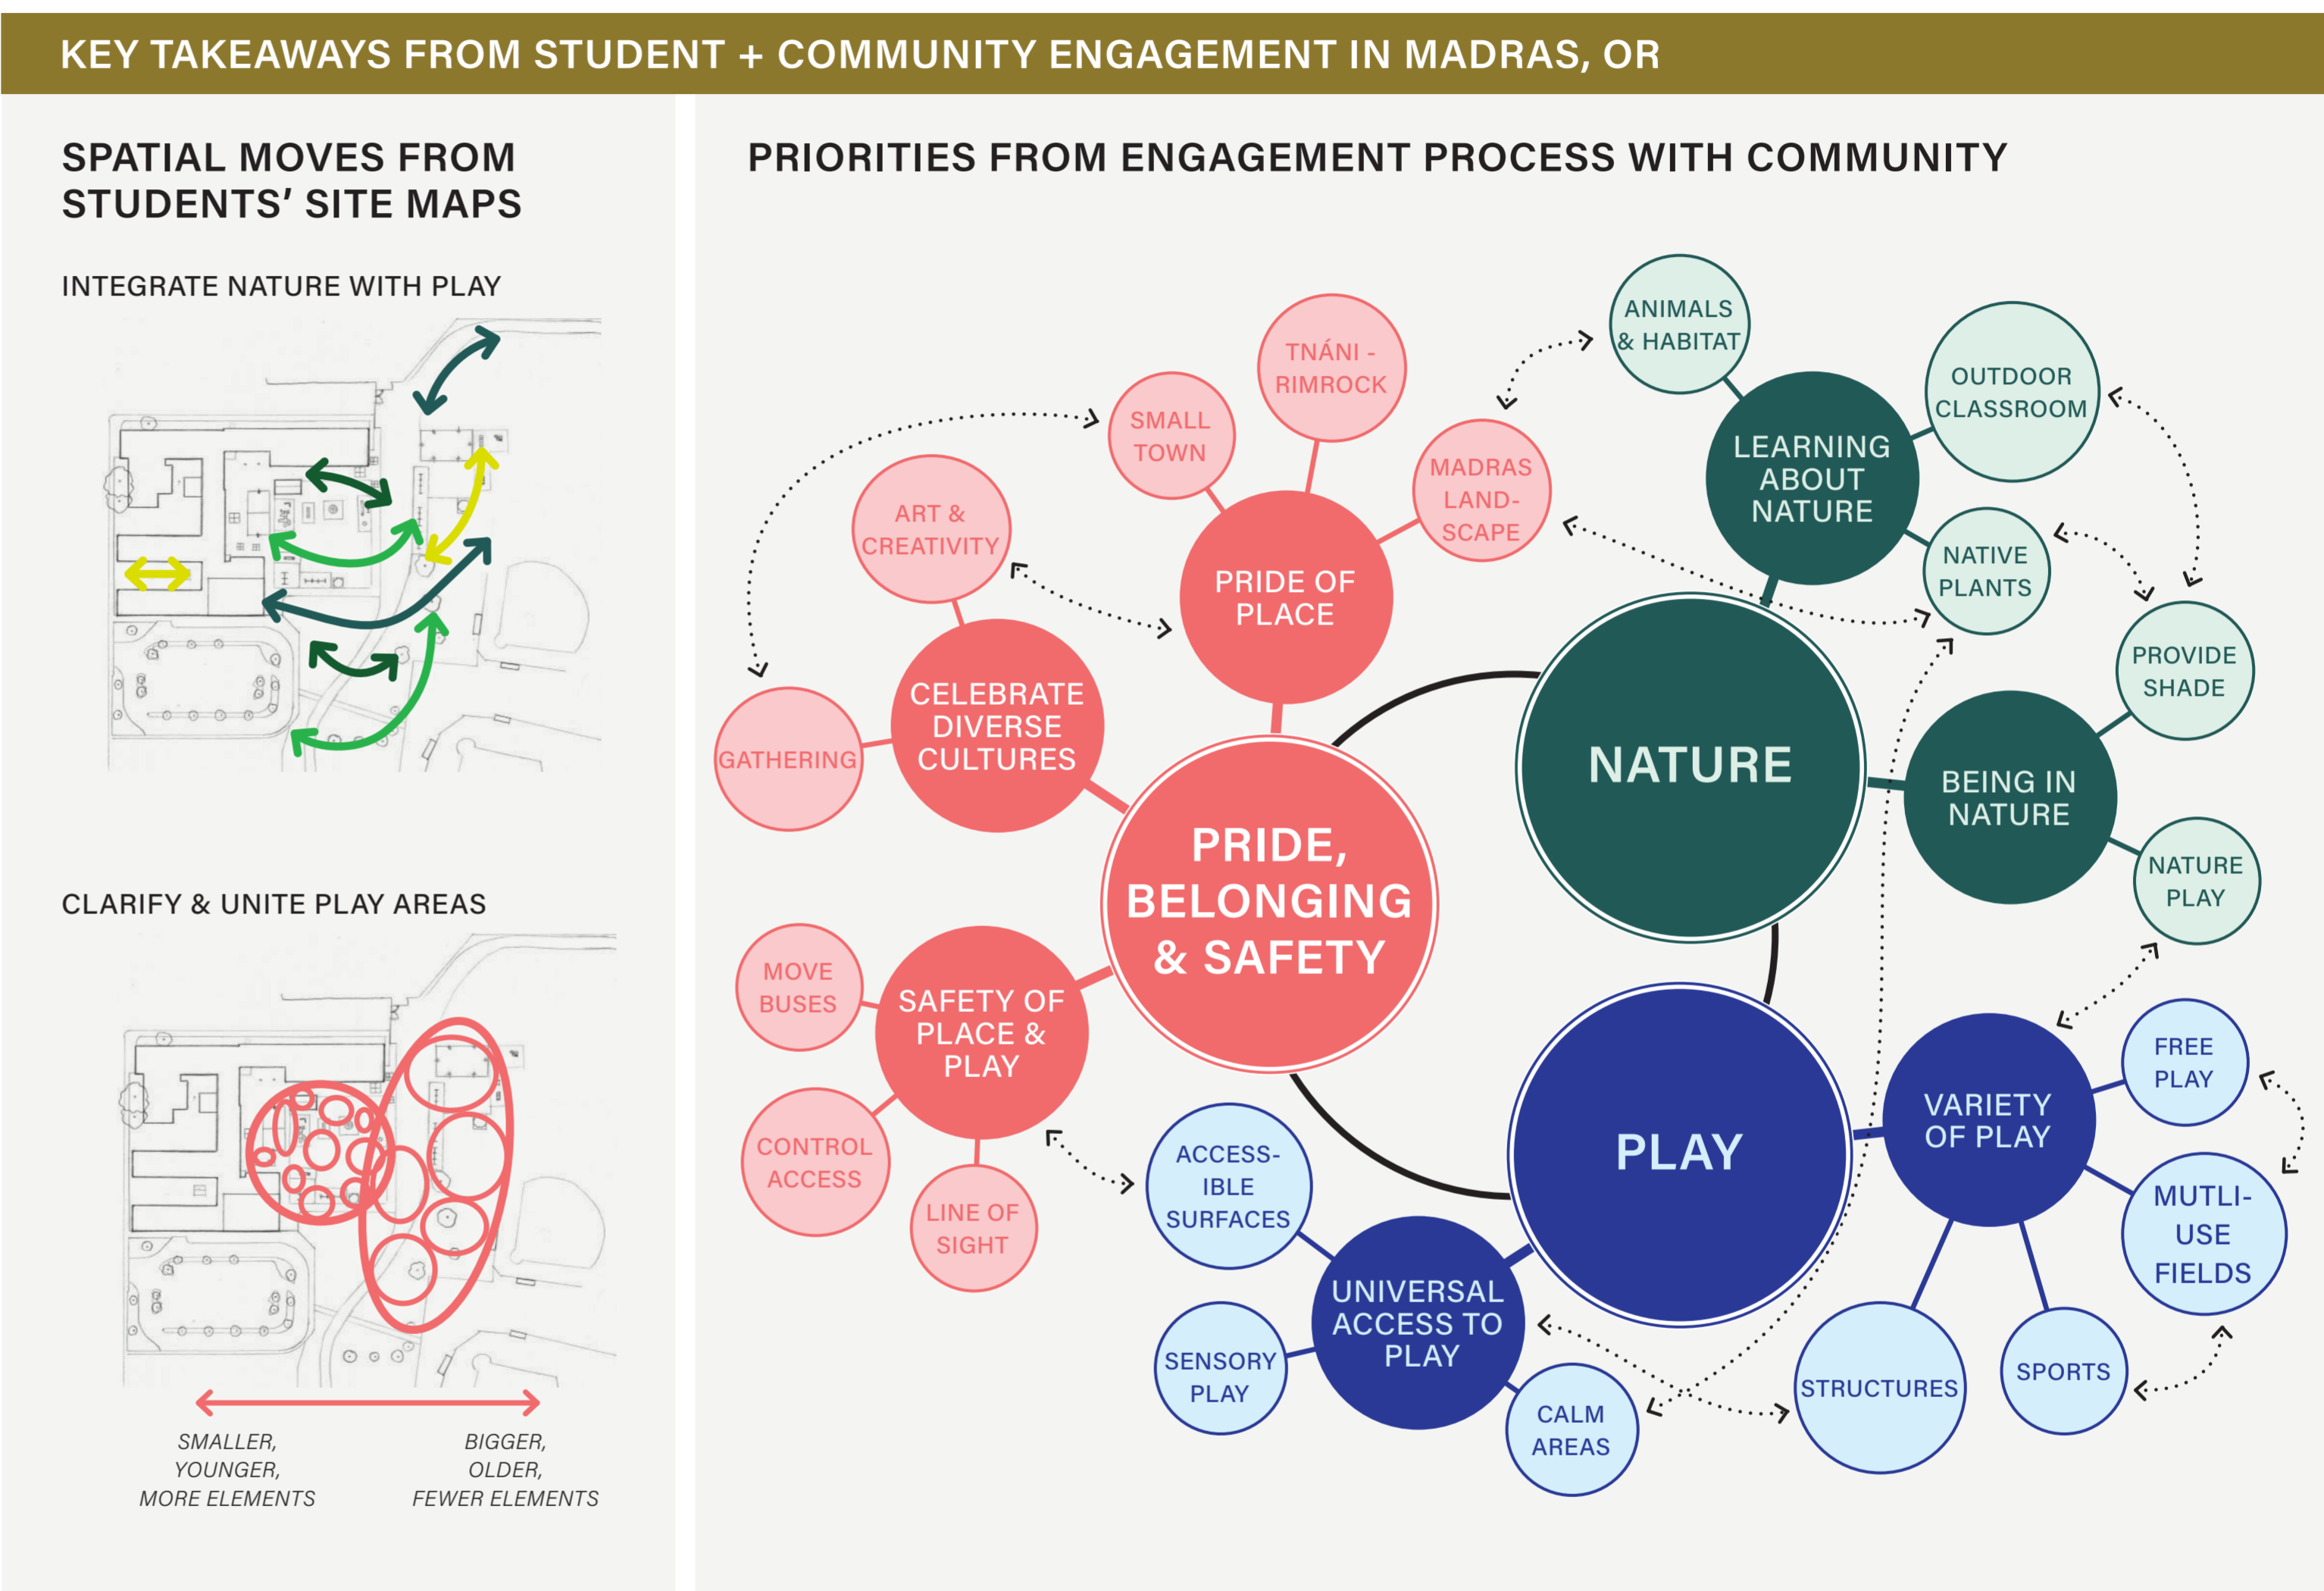 KEY TAKEAWAYS FROM STUDENT + COMMUNITY ENGAGEMENT IN MADRAS, OR
SPATIAL MOVES FROM
STUDENTS' SITE MAPS
INTEGRATE NATURE WITH PLAY
CLARIFY & UNITE PLAY AREAS
SMALLER,
YOUNGER,
MORE ELEMENTS
BIGGER,
OLDER,
FEWER ELEMENTS
PRIORITIES FROM ENGAGEMENT PROCESS WITH COMMUNITY
PRIDE,
BELONGING
& SAFETY
PRIDE OF
PLACE
SMALL
TOWN
TNÁNI -
RIMROCK
MADRAS
LAND-
SCAPE
CELEBRATE
DIVERSE
CULTURES
ART &
CREATIVITY
GATHERING
SAFETY OF
PLACE &
PLAY
MOVE
BUSES
CONTROL
ACCESS
LINE OF
SIGHT
NATURE
LEARNING
ABOUT
NATURE
ANIMALS
& HABITAT
OUTDOOR
CLASSROOM
NATIVE
PLANTS
BEING IN
NATURE
PROVIDE
SHADE
NATURE
PLAY
PLAY
VARIETY
OF PLAY
FREE
PLAY
MUTLI-
USE
FIELDS
SPORTS
STRUCTURES
UNIVERSAL
ACCESS TO
PLAY
ACCESS-
IBLE
SURFACES
SENSORY
PLAY
CALM
AREAS